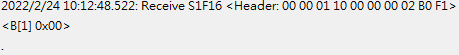 2022/2/24 10:12:48.522: Receive S1F16 <Header: 00 00 01 10 00 00 00 02 B0 F1>
<B[1] 0x00>
.